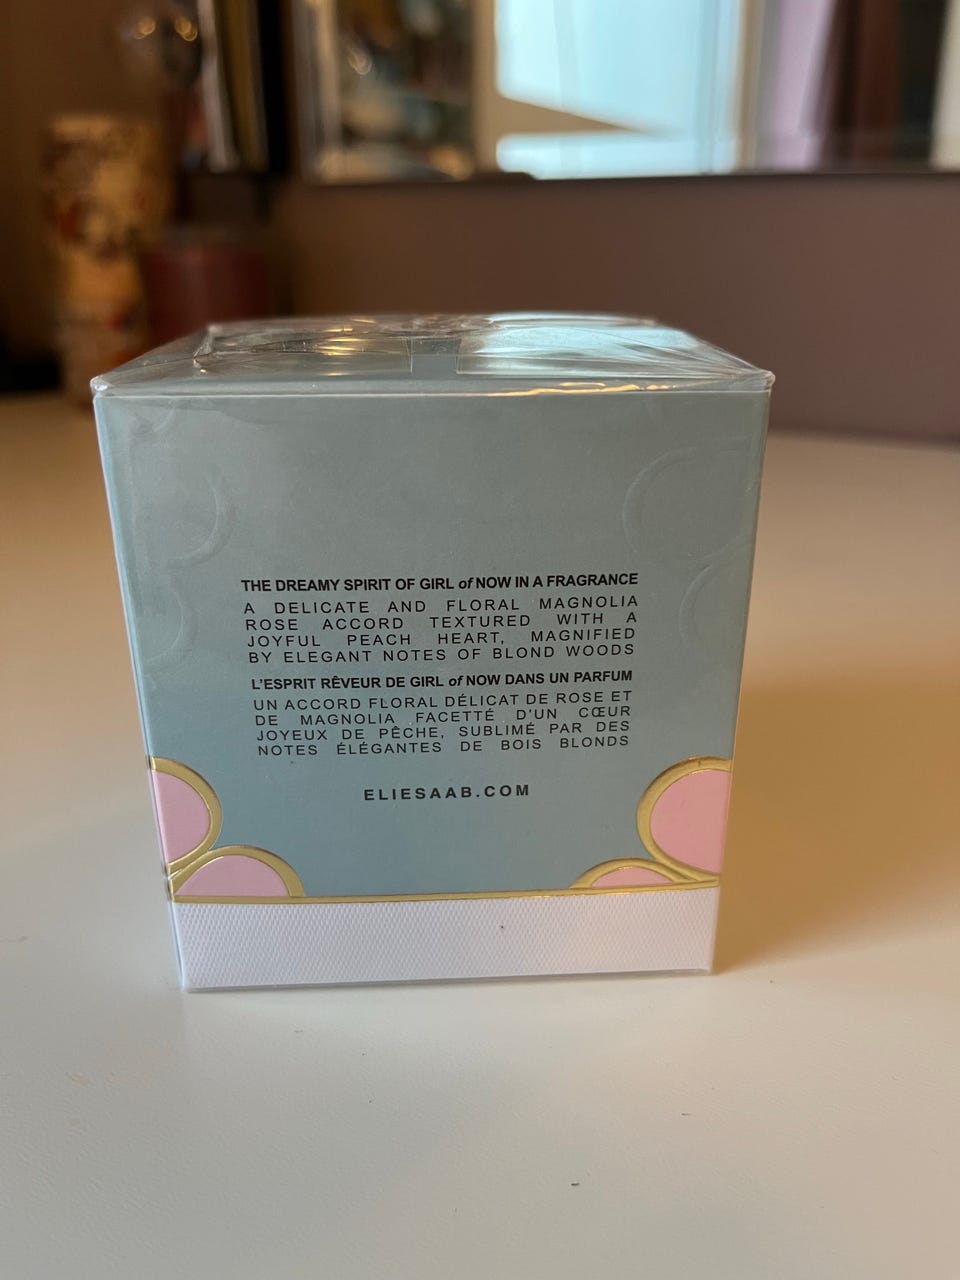 THE DREAMY SPIRIT OF GIRL of NOW IN A FRAGRANCE
A DELICATE AND FLORAL MAGNOLIA
ROSE ACCORD TEXTURED WITH A
JOYFUL PEACH HEART, MAGNIFIED
BY ELEGANT NOTES OF BLOND WOODS
L'ESPRIT RÊVEUR DE GIRL of NOW DANS UN PARFUM
UN ACCORD FLORAL DÉLICAT DE ROSE ET
DE MAGNOLIA FACETTÉ D'UN CŒUR
JOYEUX DE PÊCHE, SUBLIMÉ PAR DES
NOTES ÉLÉGANTES DE BOIS BLONDS
ELIESAAB.COM